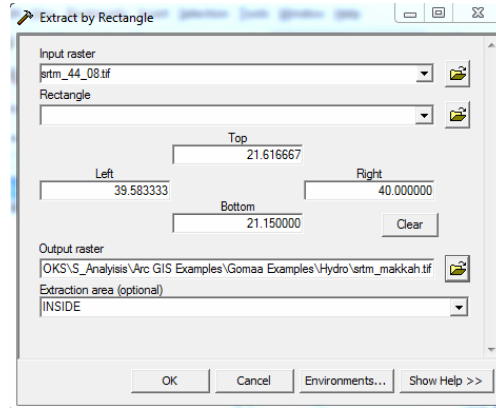 Extract by Rectangle
Input raster
srtm_44_08.tif
Rectangle
Top
21.616667
Left
Right
39.583333
40.000000
Bottom
21.150000
Clear
Output raster
OKS\S_Analyisis\Arc GIS Examples\Gomaa Examples\Hydro\srtm_makkah.tif
Extraction area (optional)
INSIDE
OK
Cancel
Environments...
Show Help >>